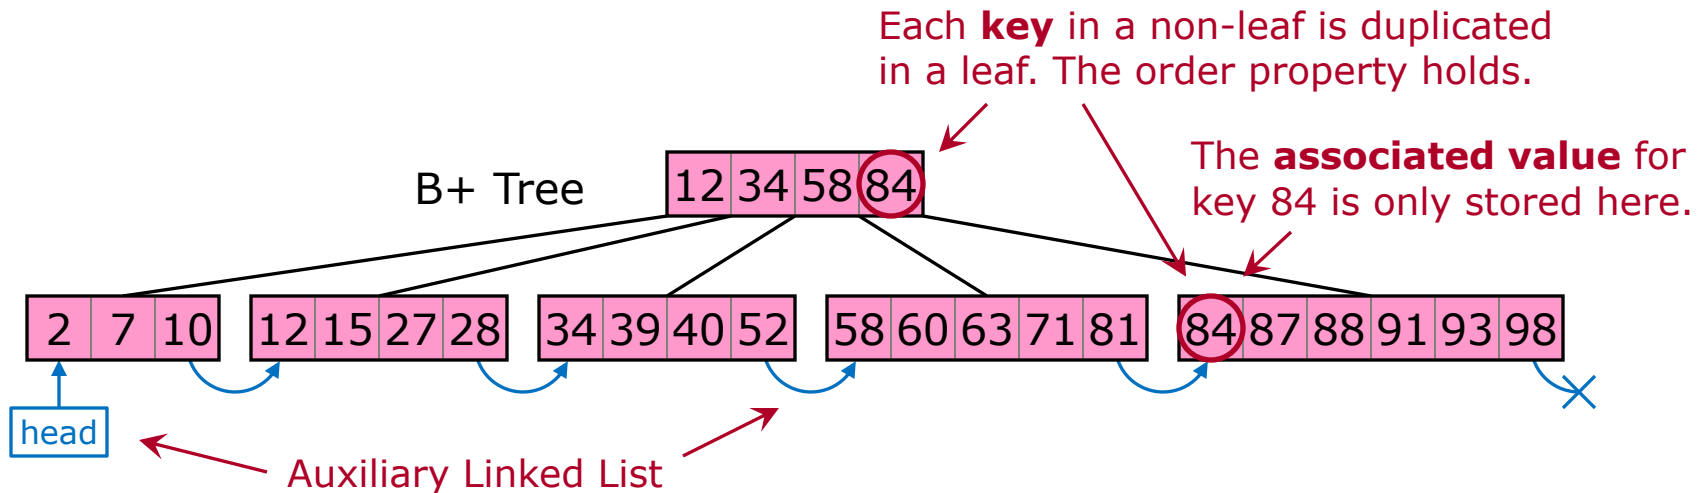 Each key in a non-leaf is duplicated
in a leaf. The order property holds.
The associated value for
key 84 is only stored here.
B+ Tree
12 34 58 84
2 7 10 12 15 27 28 34 39 40 52 58 60 63 71 81 84 87 88 91 93 98
head
Auxiliary Linked List